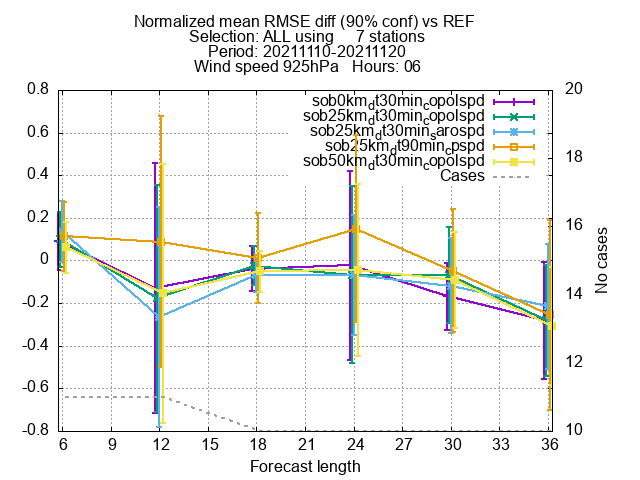 Normalized mean RMSE diff (90% conf) vs REF
Selection: ALL using 7 stations
Period: 20211110-20211120
Wind speed 925hPa Hours: 06
0.8
0.6
0.4
0.2
0
-0.2
-0.4
-0.6
-0.8
20
18
16
14
12
10
No cases
sob0km_dt30min_copolspd
sob25km_dt30min_copolspd
sob25km_dt30min_sarospd
sob25km_dt90min_cpspd
sob50km_dt30min_copolspd
Cases
6 9 12 15 18 21 24 27 30 33 36
Forecast length